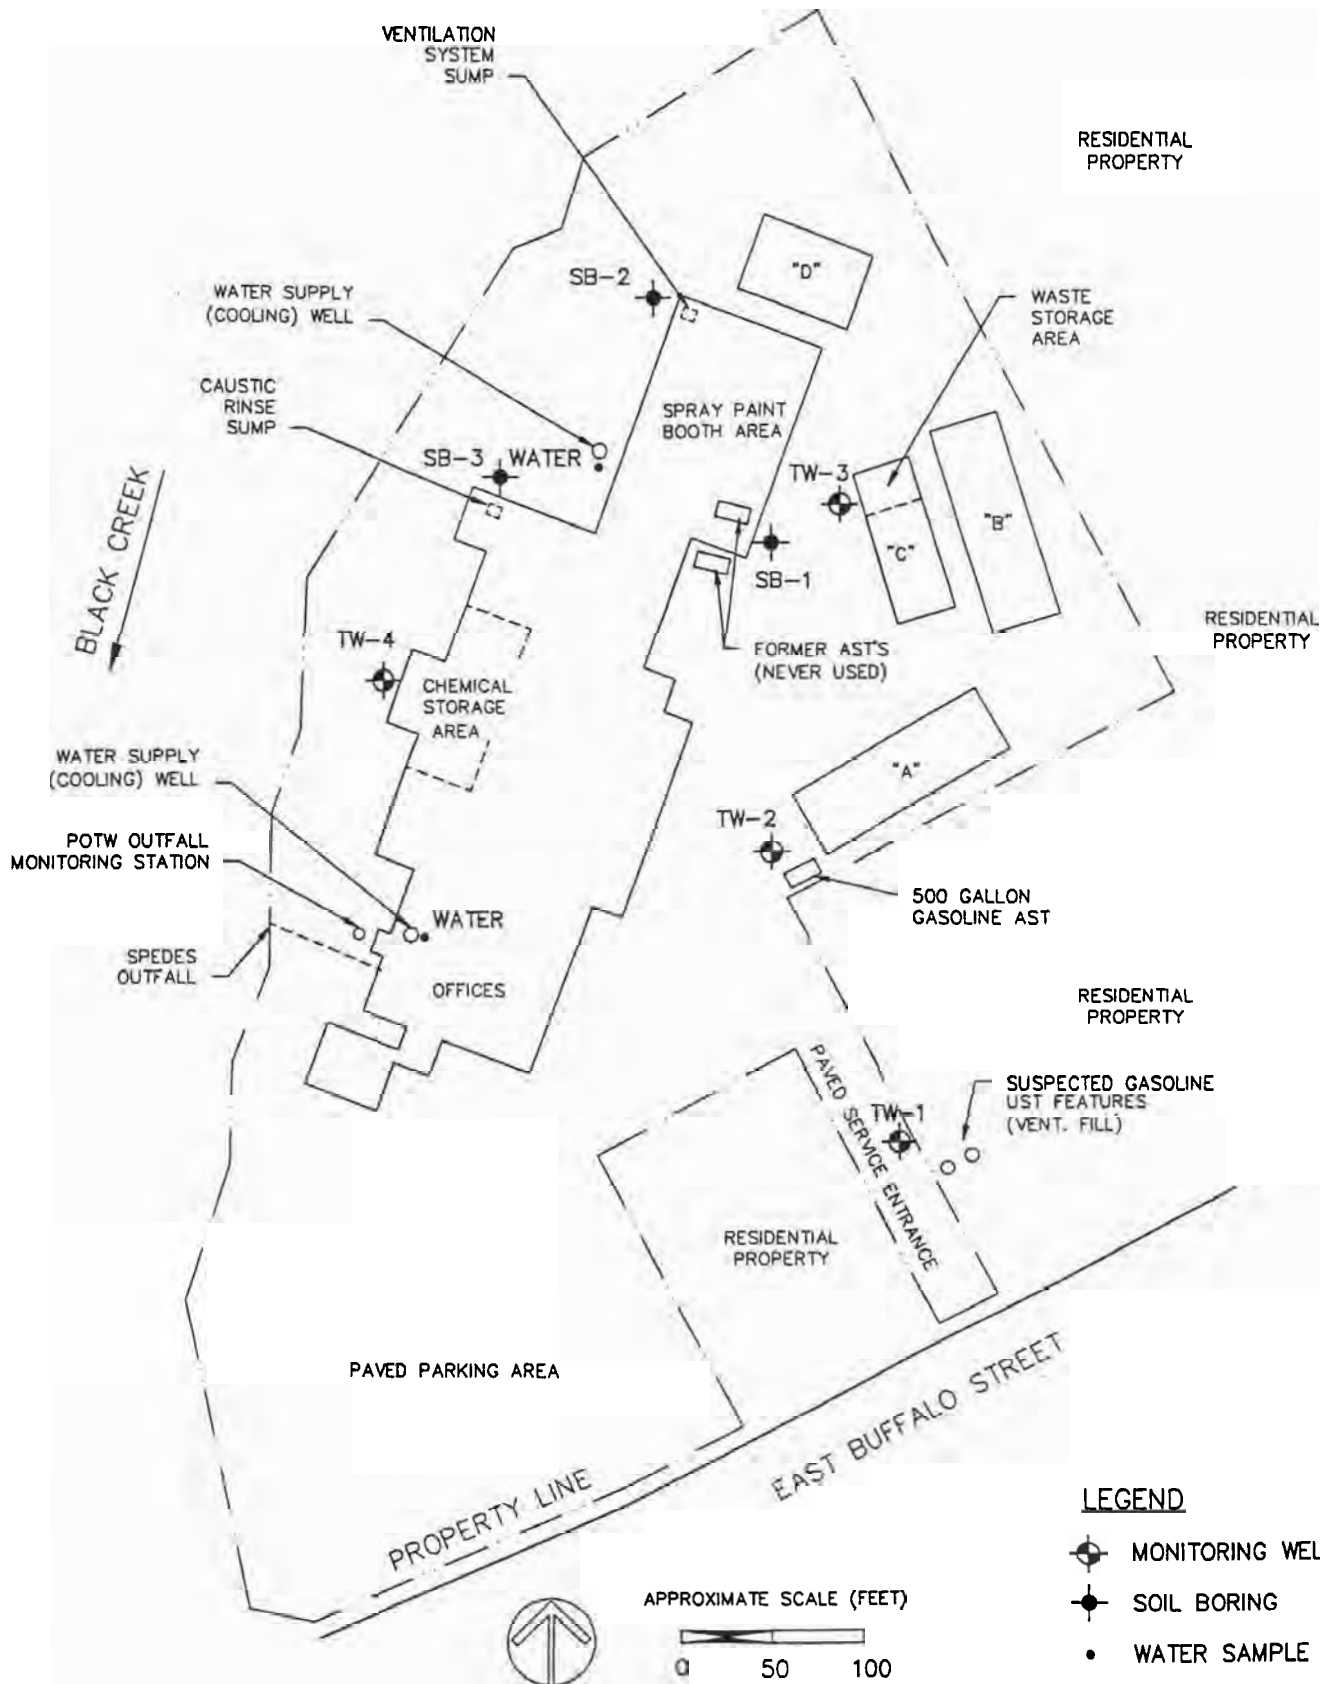 VENTILATION
SYSTEM
SUMP
RESIDENTIAL
PROPERTY
"D"
SB-2
WATER SUPPLY
(COOLING) WELL
WASTE
STORAGE
AREA
CAUSTIC
RINSE
SUMP
SPRAY PAINT
BOOTH AREA
SB-3 WATER
TW-3
BLACK CREEK
"B"
"C"
SB-1
RESIDENTIAL
PROPERTY
TW-4
FORMER AST'S
(NEVER USED)
CHEMICAL
STORAGE
AREA
WATER SUPPLY
(COOLING) WELL
"A"
TW-2
POTW OUTFALL
MONITORING STATION
500 GALLON
GASOLINE AST
WATER
SPEDES
OUTFALL
OFFICES
RESIDENTIAL
PROPERTY
PAVED SERVICE ENTRANCE
SUSPECTED GASOLINE
UST FEATURES
(VENT. FILL)
TW-1
RESIDENTIAL
PROPERTY
PAVED PARKING AREA
EAST BUFFALO STREET
PROPERTY LINE
LEGEND
MONITORING WEL
SOIL BORING
WATER SAMPLE
APPROXIMATE SCALE (FEET)
0 50 100